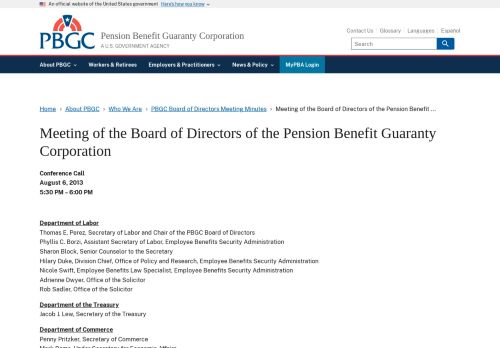 An official website of the United States government Here's how you know
PBGC
Pension Benefit Guaranty Corporation
A U.S. GOVERNMENT AGENCY
Contact Us Glossary Languages Español
Search
About PBGC Workers & Retirees Employers & Practitioners News & Policy MyPBA Login
Home > About PBGC > Who We Are > PBGC Board of Directors Meeting Minutes > Meeting of the Board of Directors of the Pension Benefit ...
Meeting of the Board of Directors of the Pension Benefit Guaranty
Corporation
Conference Call
August 6, 2013
5:30 PM – 6:00 PM
Department of Labor
Thomas E. Perez, Secretary of Labor and Chair of the PBGC Board of Directors
Phyllis C. Borzi, Assistant Secretary of Labor, Employee Benefits Security Administration
Sharon Block, Senior Counselor to the Secretary
Hilary Duke, Division Chief, Office of Policy and Research, Employee Benefits Security Administration
Nicole Swift, Employee Benefits Law Specialist, Employee Benefits Security Administration
Adrienne Dwyer, Office of the Solicitor
Rob Sadler, Office of the Solicitor
Department of the Treasury
Jacob J. Lew, Secretary of the Treasury
Department of Commerce
Penny Pritzker, Secretary of Commerce
Mark Doms, Under Secretary for Economic Affairs